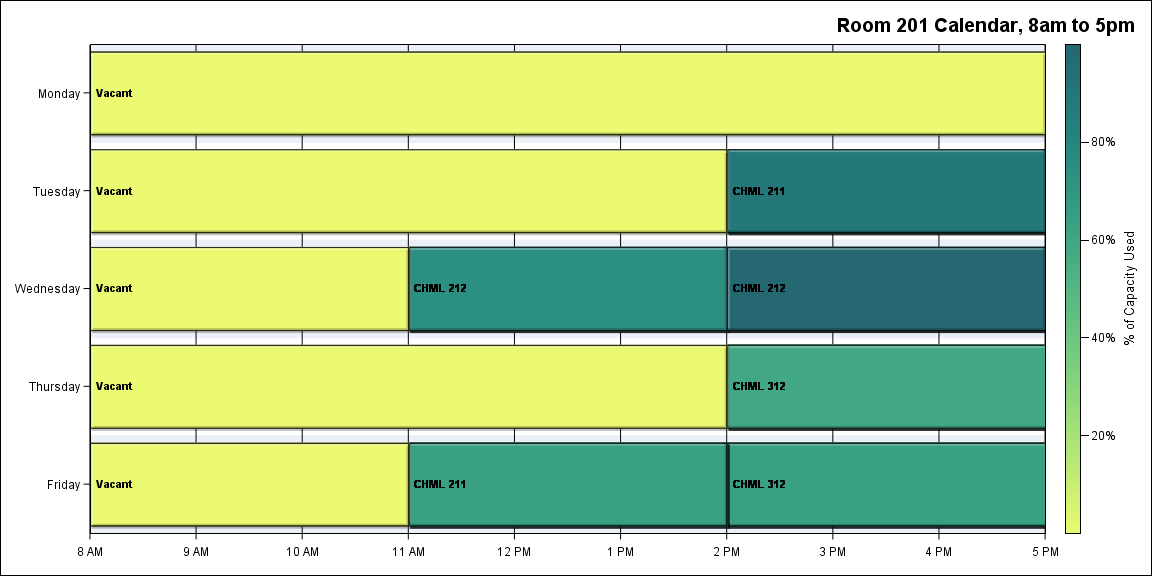 Room 201 Calendar, 8am to 5pm
Monday
Vacant
Tuesday
Vacant
CHML 211
Wednesday
Vacant
CHML 212
CHML 212
Thursday
Vacant
CHML 312
Friday
Vacant
CHML 211
CHML 312
8 AM
9 AM
10 AM
11 AM
12 PM
1 PM
2 PM
3 PM
4 PM
5 PM
80%
60%
40%
20%
% of Capacity Used